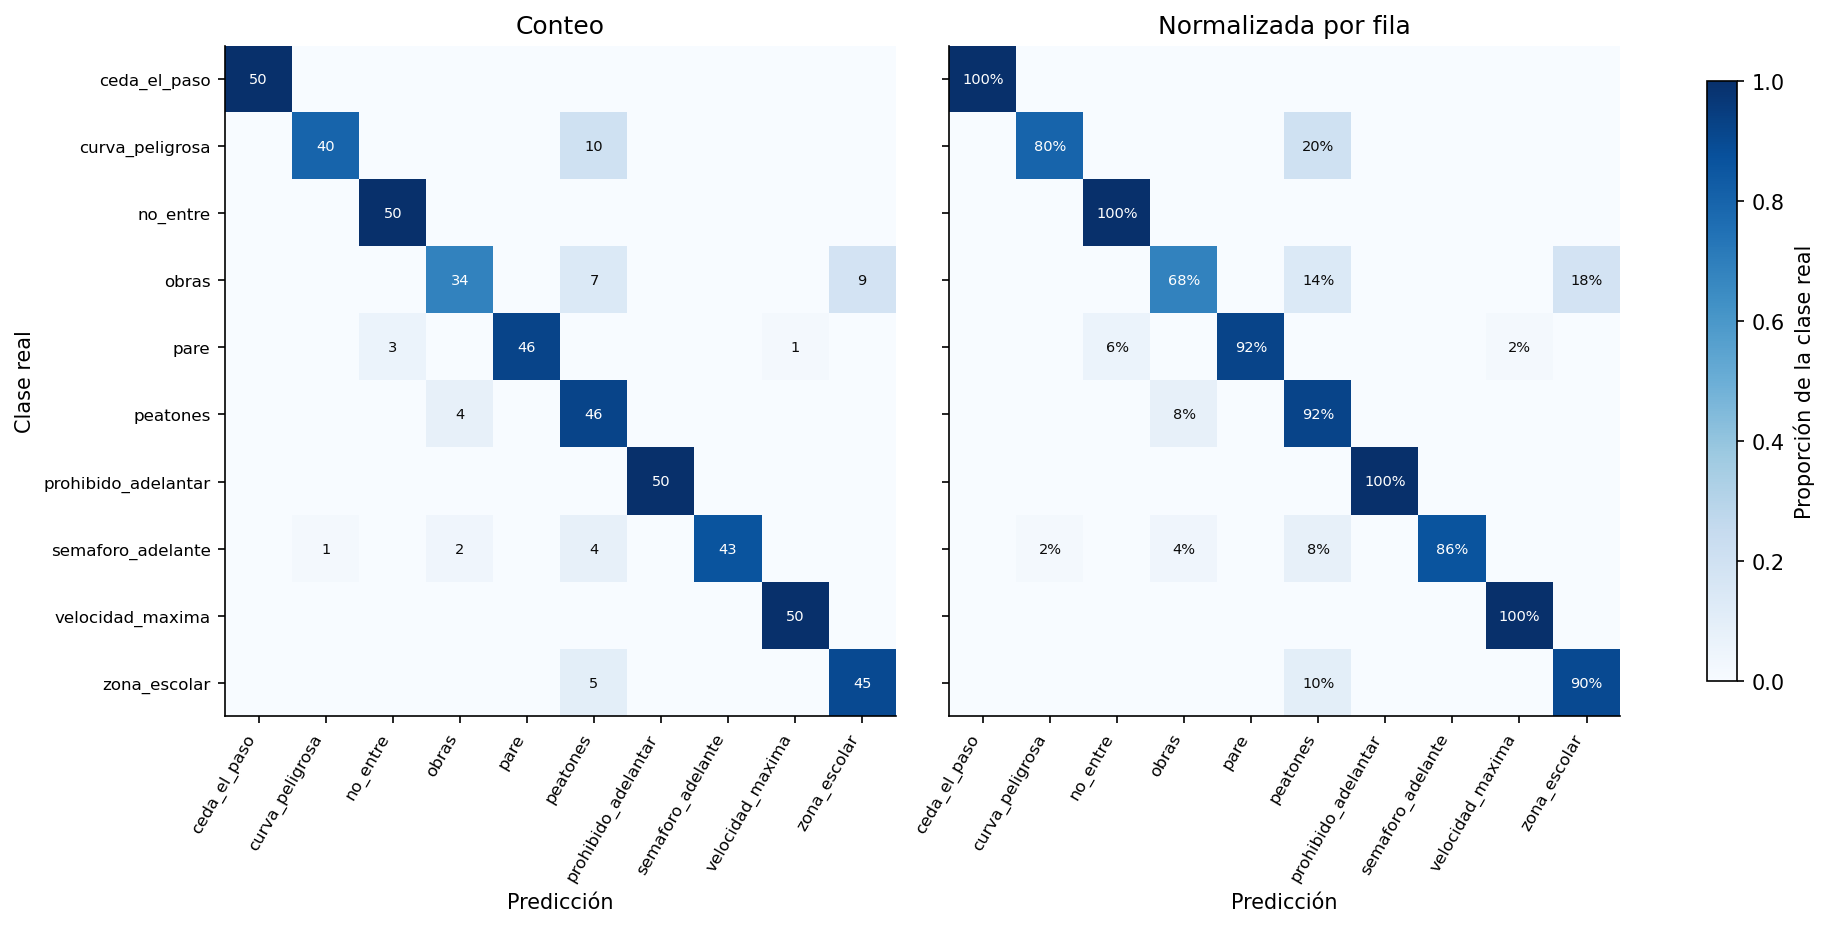 Conteo
Normalizada por fila
Clase real
ceda_el_paso
50
100%
curva_peligrosa
40
10
80%
20%
no_entre
50
100%
obras
34
7
9
68%
14%
18%
pare
3
46
1
6%
92%
2%
peatones
4
46
8%
92%
prohibido_adelantar
50
100%
semaforo_adelante
1
2
4
43
2%
4%
8%
86%
velocidad_maxima
50
100%
zona_escolar
5
45
10%
90%
ceda_el_paso
curva_peligrosa
no_entre
obras
pare
peatones
prohibido_adelantar
semaforo_adelante
velocidad_maxima
zona_escolar
Predicción
ceda_el_paso
curva_peligrosa
no_entre
obras
pare
peatones
prohibido_adelantar
semaforo_adelante
velocidad_maxima
zona_escolar
Predicción
1.0
0.8
0.6
0.4
0.2
0.0
Proporción de la clase real